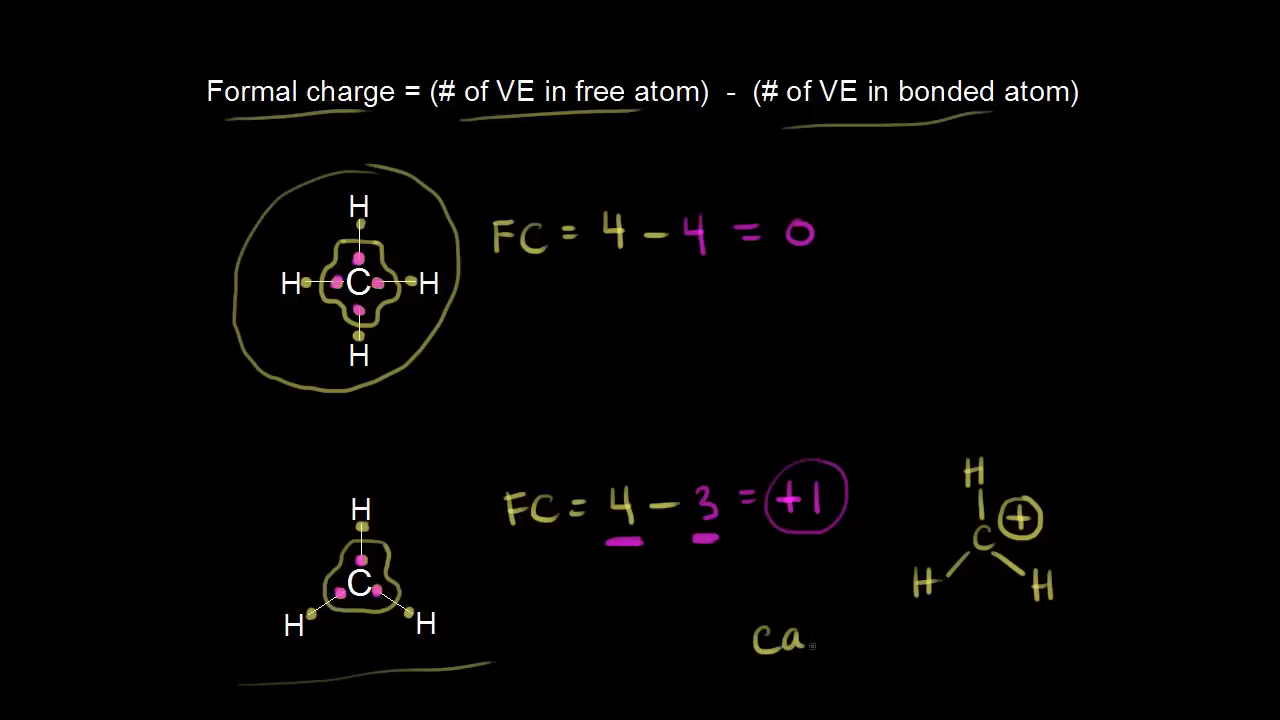 Formal charge = (# of VE in free atom) - (# of VE in bonded atom)
H
H C H
H
FC = 4 - 4 = 0
H
C
H H
FC = 4 - 3 = +1
H
C +
H H
Ca